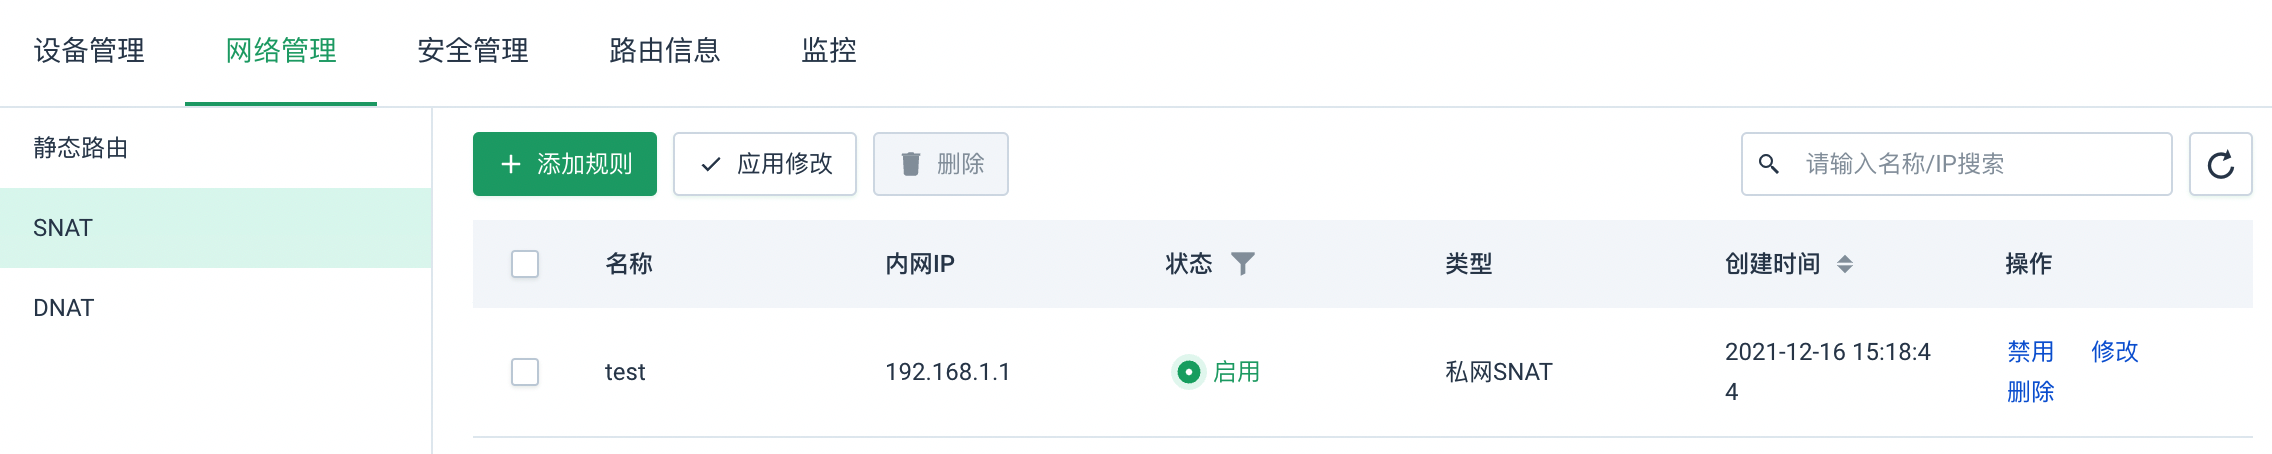 设备管理 网络管理 安全管理 路由信息 监控
静态路由
SNAT
DNAT
添加规则 应用修改 删除 请输入名称/IP搜索
名称 内网IP 状态 类型 创建时间 操作
test 192.168.1.1 启用 私网SNAT 2021-12-16 15:18:4 禁用 修改
4 删除